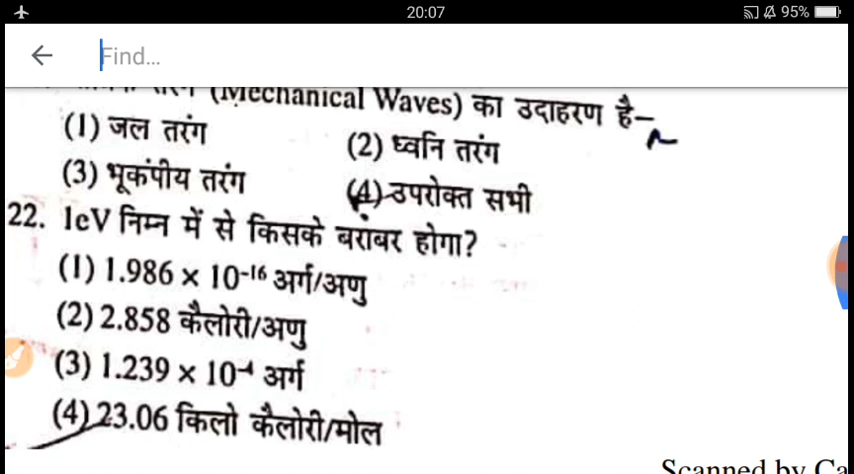 20:07
95%
Find...
(Mechanical Waves) का उदाहरण है–
(1) जल तरंग
(2) ध्वनि तरंग
(3) भूकंपीय तरंग
(4) उपरोक्त सभी
22. 1eV निम्न में से किसके बराबर होगा?
(1) 1.986 × 10⁻¹⁶ अर्ग/अणु
(2) 2.858 कैलोरी/अणु
(3) 1.239 × 10⁻⁴ अर्ग
(4) 23.06 किलो कैलोरी/मोल
Scanned by Ca